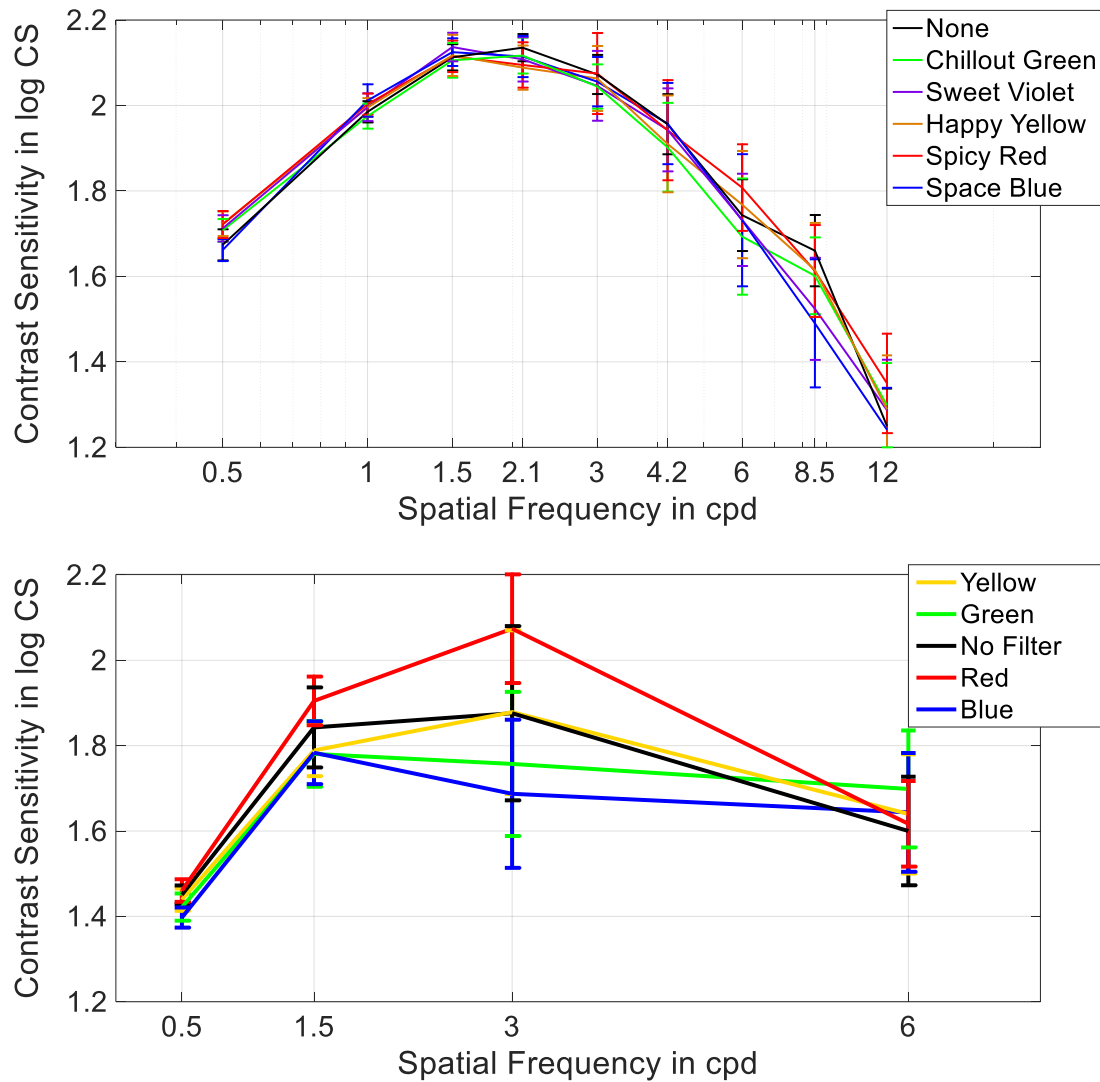 Contrast Sensitivity in log CS
2.2
2
1.8
1.6
1.4
1.2
0.5 1 1.5 2.1 3 4.2 6 8.5 12
Spatial Frequency in cpd
None
Chillout Green
Sweet Violet
Happy Yellow
Spicy Red
Space Blue
Contrast Sensitivity in log CS
2.2
2
1.8
1.6
1.4
1.2
0.5 1.5 3 6
Spatial Frequency in cpd
Yellow
Green
No Filter
Red
Blue